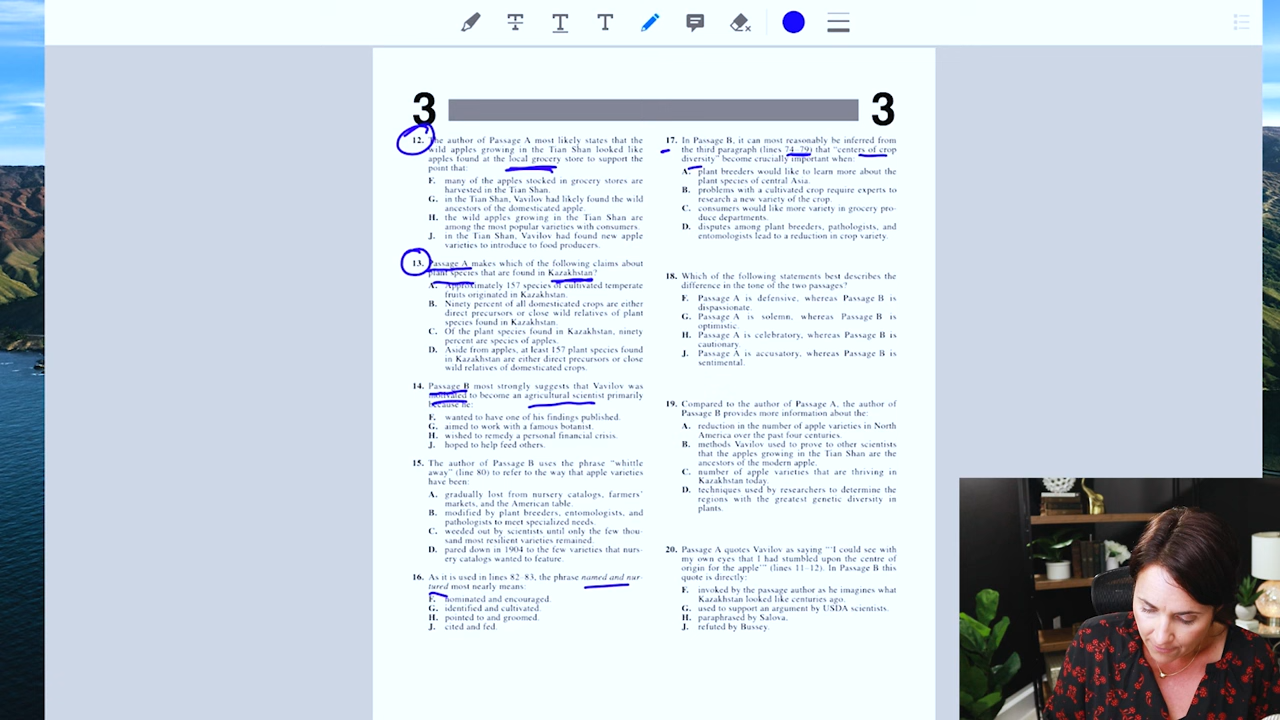 3 3
12. The author of Passage A most likely states that the
wild apples growing in the Tian Shan looked like
apples found at the local grocery store to support the
point that:
F. many of the apples stocked in grocery stores are
harvested in the Tian Shan.
G. in the Tian Shan, Vavilov had likely found the wild
ancestors of the domesticated apple.
H. the wild apples growing in the Tian Shan are
among the most popular varieties with consumers.
J. in the Tian Shan, Vavilov had found new apple
varieties to introduce to food producers.
13. Passage A makes which of the following claims about
plant species that are found in Kazakhstan?
A. Approximately 157 species of cultivated temperate
fruits originated in Kazakhstan.
B. Ninety percent of all domesticated crops are either
direct precursors or close wild relatives of plant
species found in Kazakhstan.
C. Of the plant species found in Kazakhstan, ninety
percent are species of apples.
D. Aside from apples, at least 157 plant species found
in Kazakhstan are either direct precursors or close
wild relatives of domesticated crops.
14. Passage B most strongly suggests that Vavilov was
motivated to become an agricultural scientist primarily
because he:
F. wanted to have one of his findings published.
G. aimed to work with a famous botanist.
H. wished to remedy a personal financial crisis.
J. hoped to help feed others.
15. The author of Passage B uses the phrase “whittle
away” (line 80) to refer to the way that apple varieties
have been:
A. gradually lost from nursery catalogs, farmers’
markets, and the American table.
B. modified by plant breeders, entomologists, and
pathologists to meet specialized needs.
C. weeded out by scientists until only the few thou-
sand most resilient varieties remained.
D. pared down in 1904 to the few varieties that nurs-
ery catalogs wanted to feature.
16. As it is used in lines 82–83, the phrase named and nur-
tured most nearly means:
F. nominated and encouraged.
G. identified and cultivated.
H. pointed to and groomed.
J. cited and fed.
17. In Passage B, it can most reasonably be inferred from
the third paragraph (lines 74–79) that “centers of crop
diversity” become crucially important when:
A. plant breeders would like to learn more about the
plant species of central Asia.
B. problems with a cultivated crop require experts to
research a new variety of the crop.
C. consumers would like more variety in grocery pro-
duce departments.
D. disputes among plant breeders, pathologists, and
entomologists lead to a reduction in crop variety.
18. Which of the following statements best describes the
difference in the tone of the two passages?
F. Passage A is defensive, whereas Passage B is
dispassionate.
G. Passage A is solemn, whereas Passage B is
optimistic.
H. Passage A is celebratory, whereas Passage B is
cautionary.
J. Passage A is accusatory, whereas Passage B is
sentimental.
19. Compared to the author of Passage A, the author of
Passage B provides more information about the:
A. reduction in the number of apple varieties in North
America over the past four centuries.
B. methods Vavilov used to prove to other scientists
that the apples growing in the Tian Shan are the
ancestors of the modern apple.
C. number of apple varieties that are thriving in
Kazakhstan today.
D. techniques used by researchers to determine the
regions with the greatest genetic diversity in
plants.
20. Passage A quotes Vavilov as saying “‘I could see with
my own eyes that I had stumbled upon the centre of
origin for the apple’” (lines 11–12). In Passage B this
quote is directly:
F. invoked by the passage author as he imagines what
Kazakhstan looked like centuries ago.
G. used to support an argument by USDA scientists.
H. paraphrased by Salova.
J. refuted by Bussey.